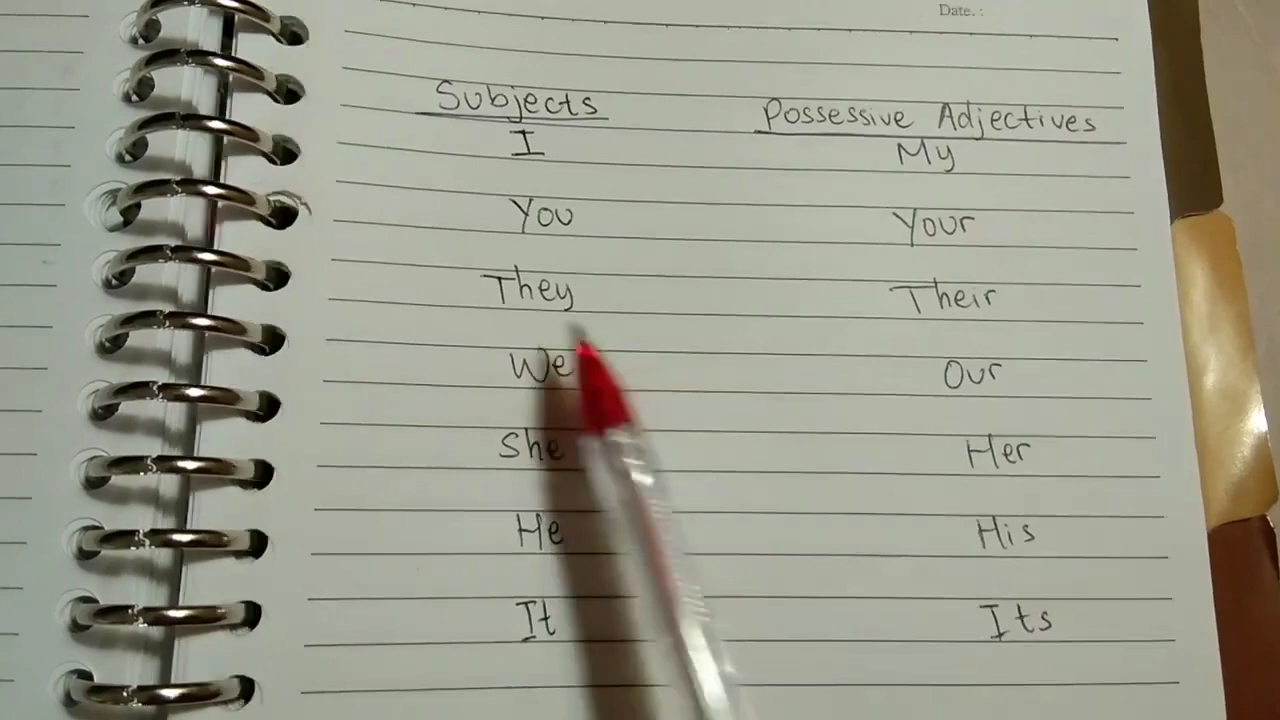 Date. :
Subjects Possessive Adjectives
I My
You Your
They Their
We Our
She Her
He His
It Its